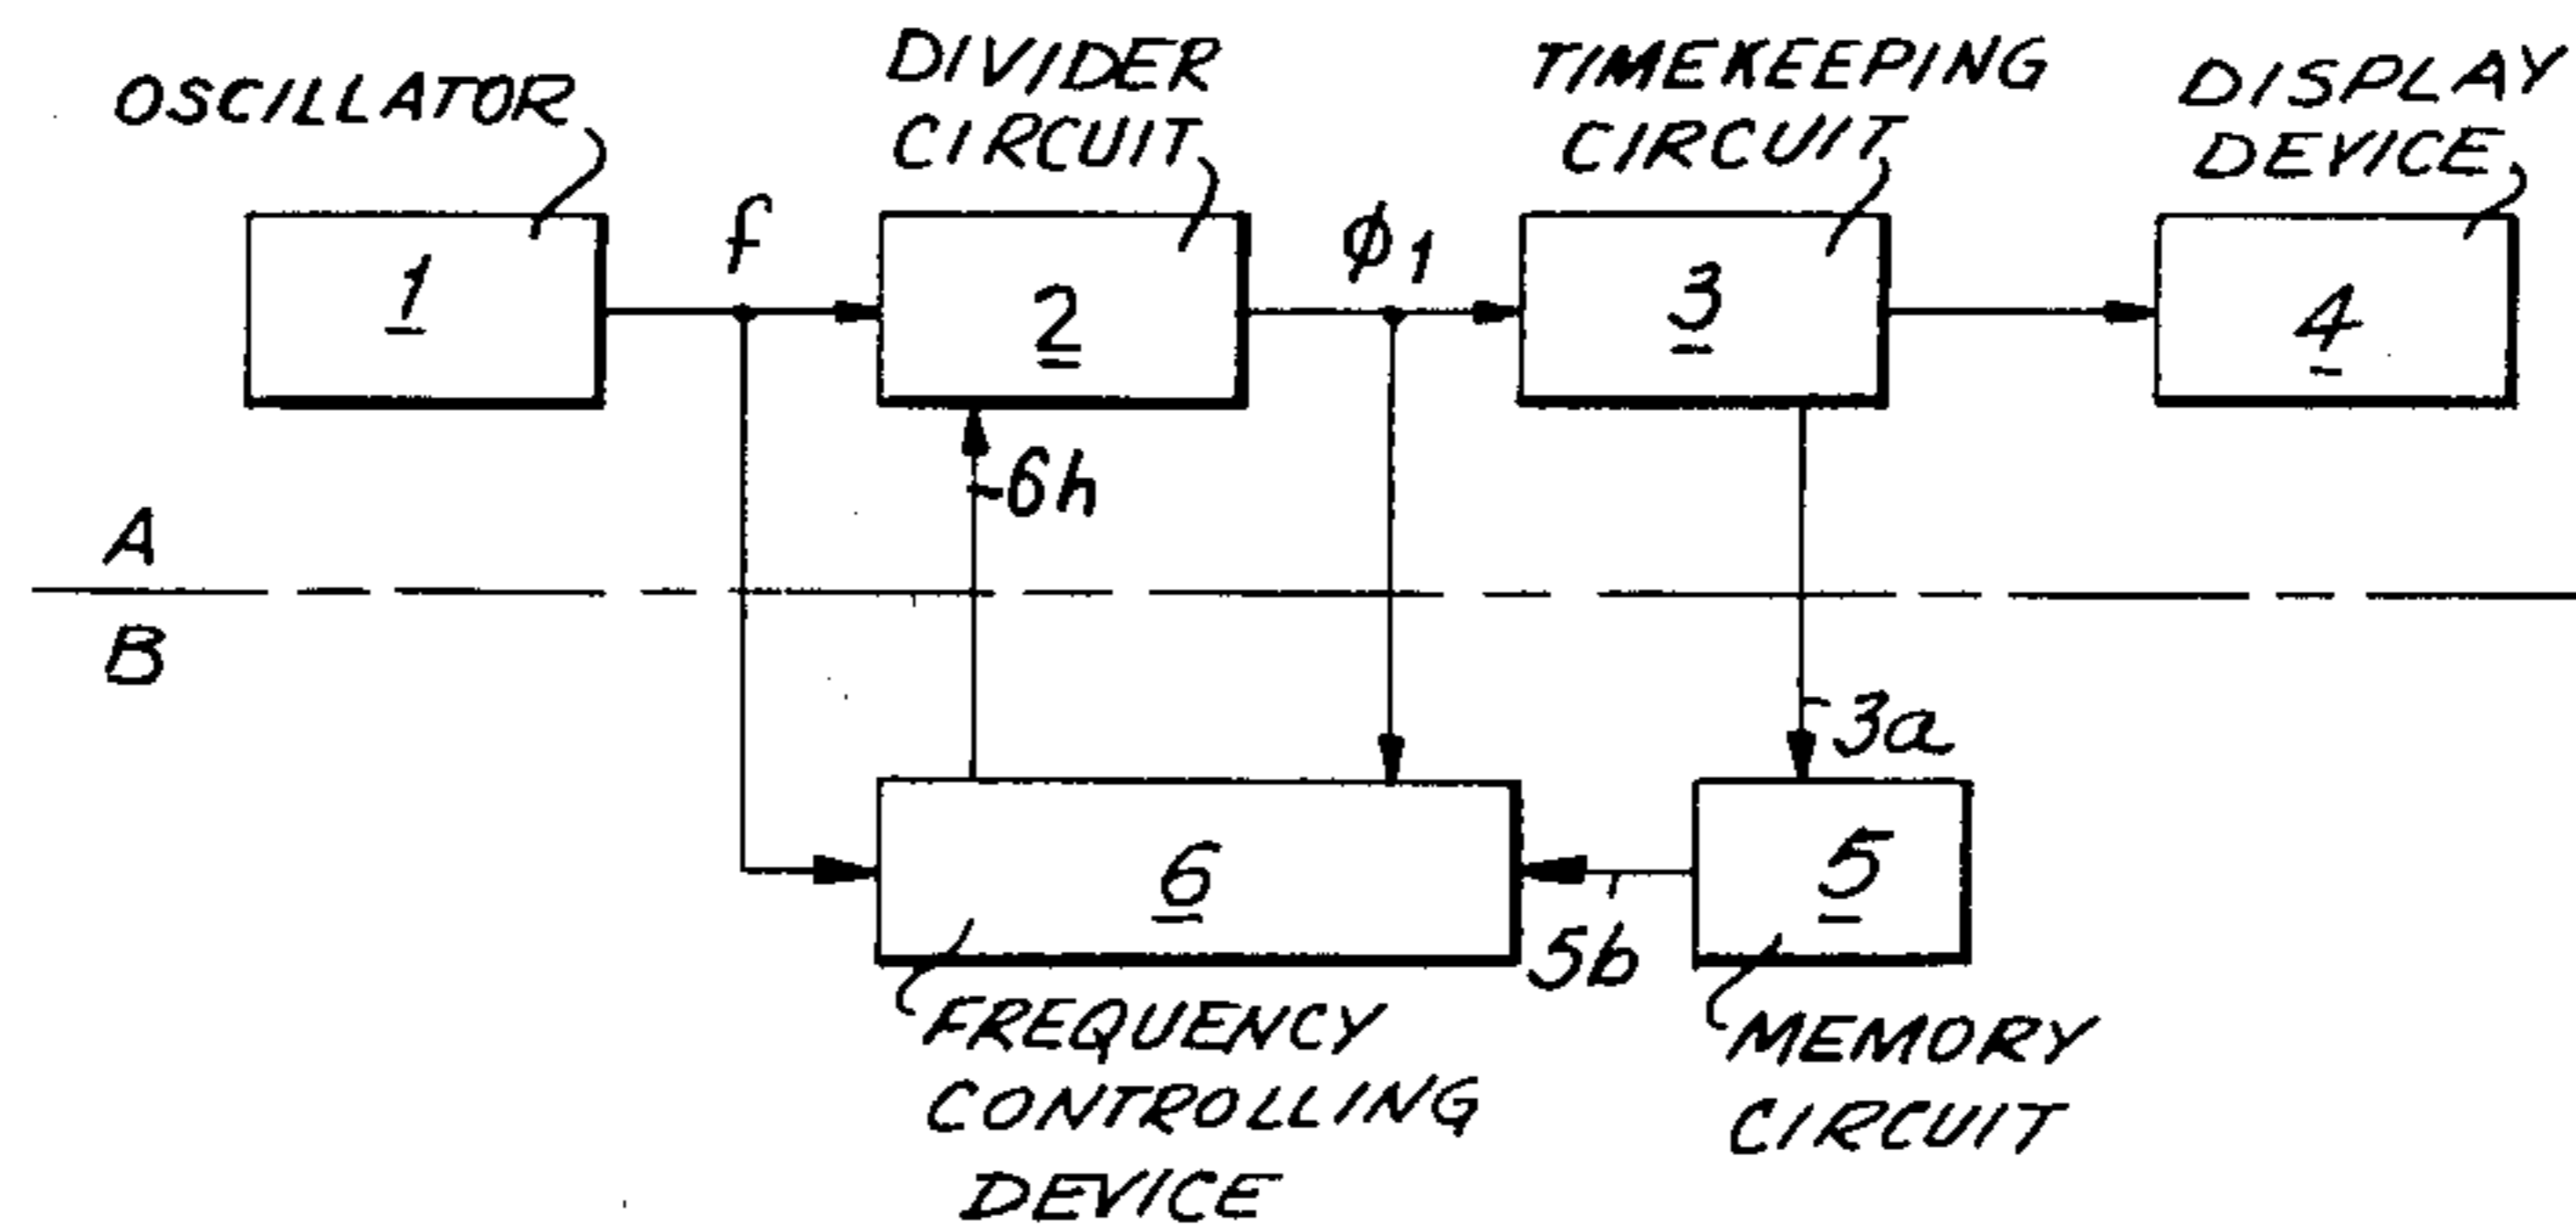 OSCILLATOR
DIVIDER
CIRCUIT
TIMEKEEPING
CIRCUIT
DISPLAY
DEVICE
f
ϕ1
1
2
3
4
6h
A
B
3a
6
5
5b
FREQUENCY
CONTROLLING
DEVICE
MEMORY
CIRCUIT